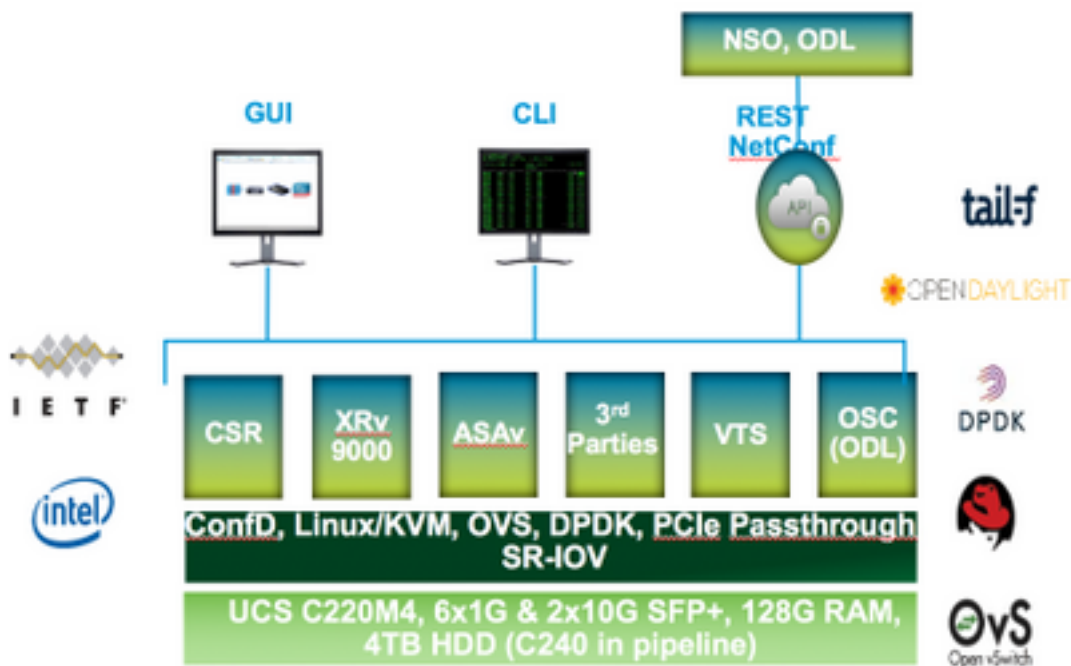 NSO, ODL
GUI
CLI
REST
NetConf
API
tail-f
OPENDAYLIGHT
IETF
CSR
XRv
9000
ASAv
3rd
Parties
VTS
OSC
(ODL)
DPDK
intel
ConfD, Linux/KVM, OVS, DPDK, PCIe Passthrough
SR-IOV
UCS C220M4, 6x1G & 2x10G SFP+, 128G RAM,
4TB HDD (C240 in pipeline)
OvS
Open vSwitch